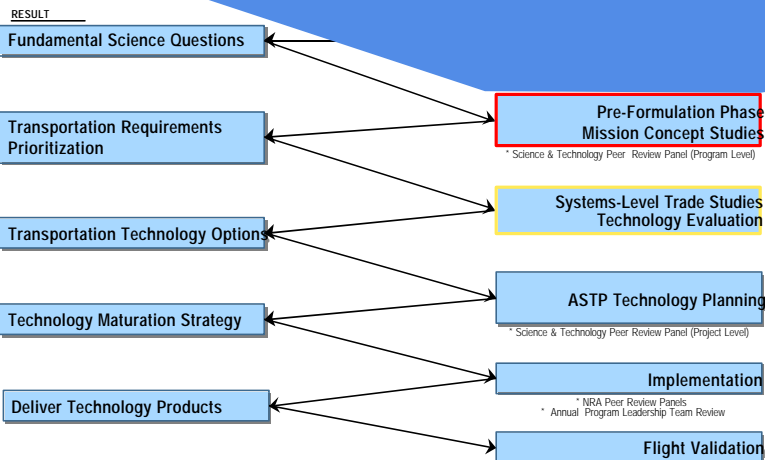 RESULT
Fundamental Science Questions
Pre-Formulation Phase
Mission Concept Studies
* Science & Technology Peer Review Panel (Program Level)
Transportation Requirements
Prioritization
Systems-Level Trade Studies
Technology Evaluation
Transportation Technology Options
ASTP Technology Planning
* Science & Technology Peer Review Panel (Project Level)
Technology Maturation Strategy
Implementation
* NRA Peer Review Panels
* Annual Program Leadership Team Review
Deliver Technology Products
Flight Validation